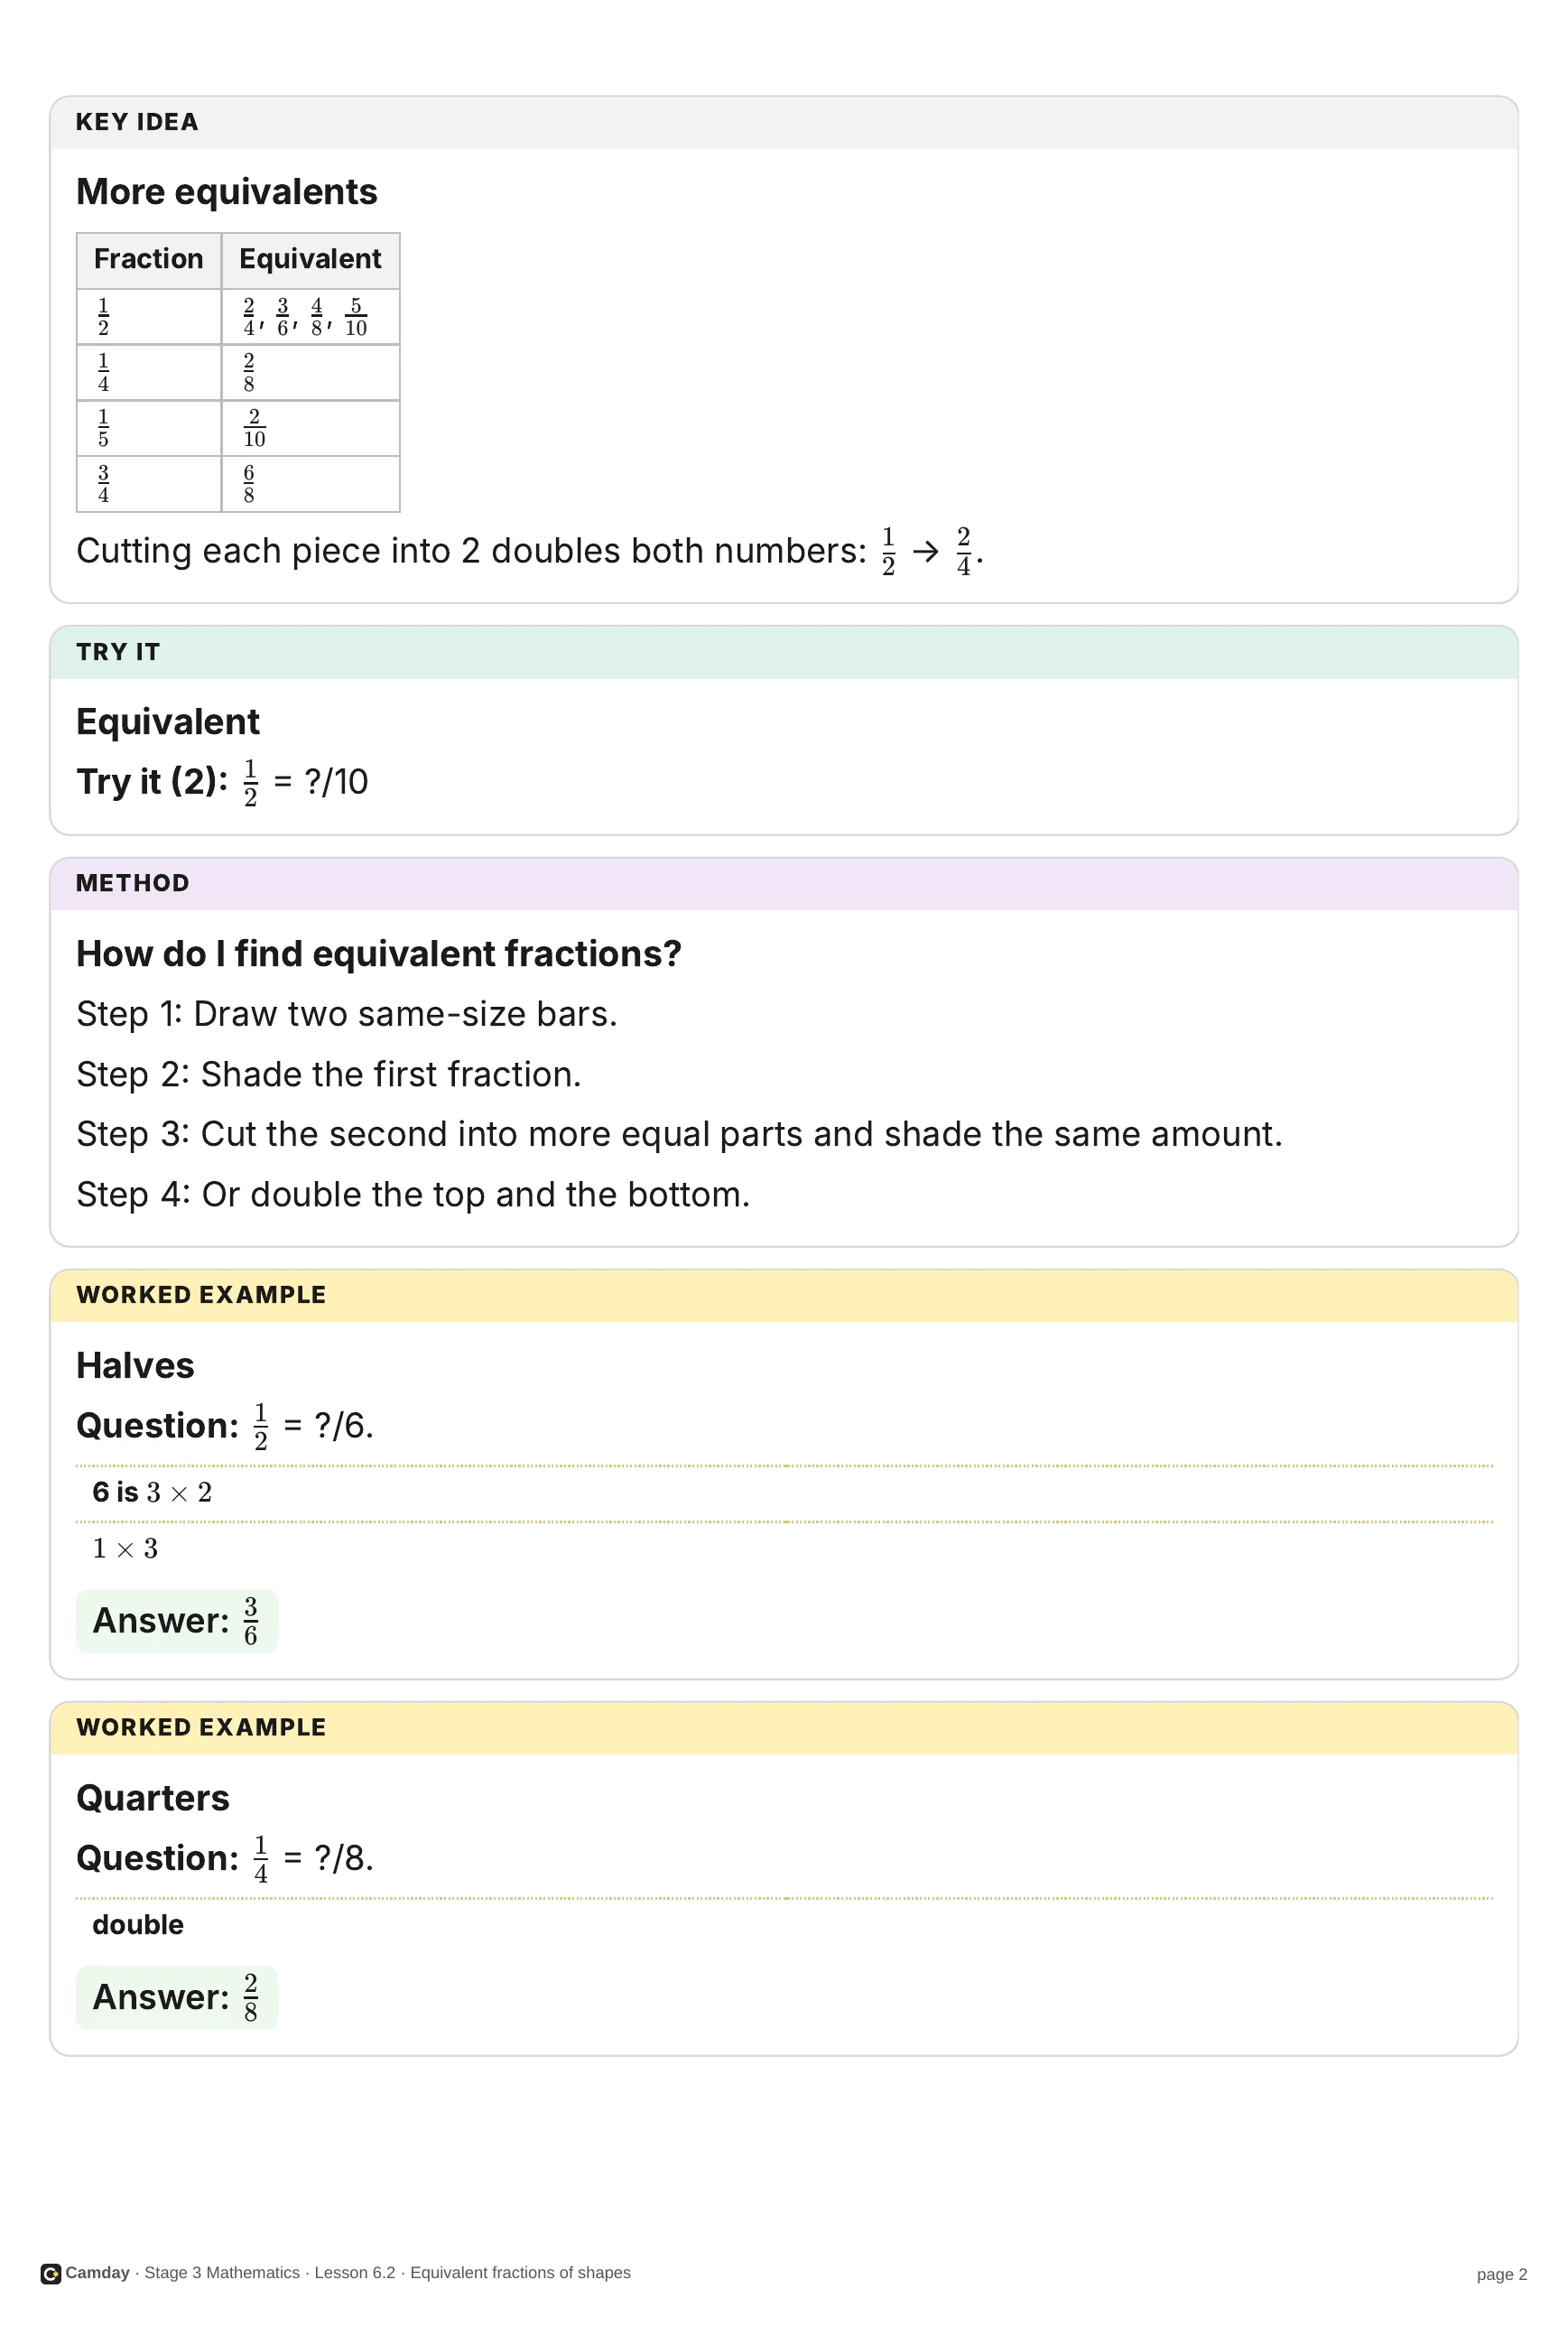 KEY IDEA
More equivalents
Fraction Equivalent
1/2 2/4, 3/6, 4/8, 5/10
1/4 2/8
1/5 2/10
3/4 6/8
Cutting each piece into 2 doubles both numbers: 1/2 → 2/4.
TRY IT
Equivalent
Try it (2): 1/2 = ?/10
METHOD
How do I find equivalent fractions?
Step 1: Draw two same-size bars.
Step 2: Shade the first fraction.
Step 3: Cut the second into more equal parts and shade the same amount.
Step 4: Or double the top and the bottom.
WORKED EXAMPLE
Halves
Question: 1/2 = ?/6.
6 is 3 × 2
1 × 3
Answer: 3/6
WORKED EXAMPLE
Quarters
Question: 1/4 = ?/8.
double
Answer: 2/8
Camday · Stage 3 Mathematics · Lesson 6.2 · Equivalent fractions of shapes page 2